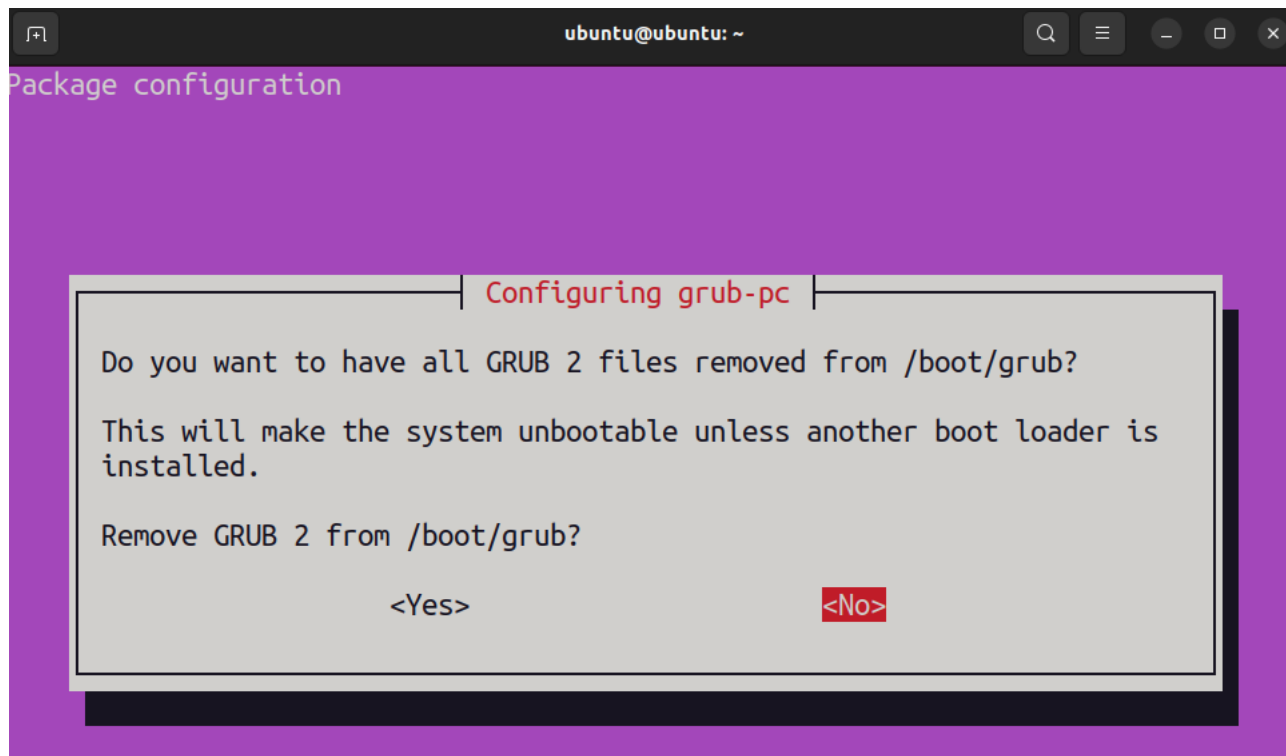 ubuntu@ubuntu: ~
Package configuration
Configuring grub-pc
Do you want to have all GRUB 2 files removed from /boot/grub?
This will make the system unbootable unless another boot loader is
installed.
Remove GRUB 2 from /boot/grub?
<Yes> <No>